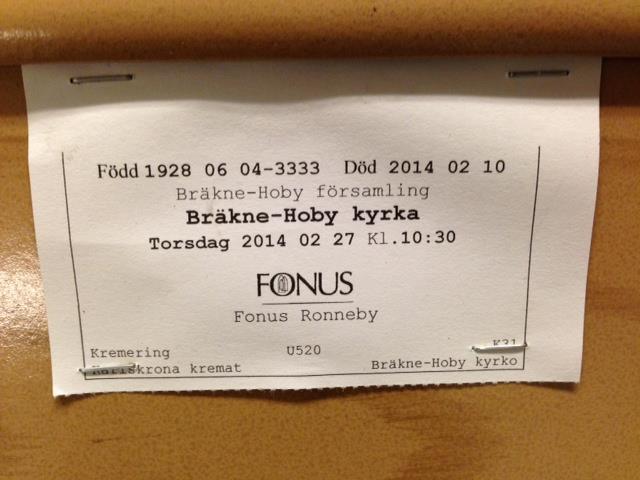 Född 1928 06 04-3333 Död 2014 02 10
Bräkne-Hoby församling
Bräkne-Hoby kyrka
Torsdag 2014 02 27 Kl.10:30
FONUS
Fonus Ronneby
Kremering U520 K31
Karlskrona kremat Bräkne-Hoby kyrko